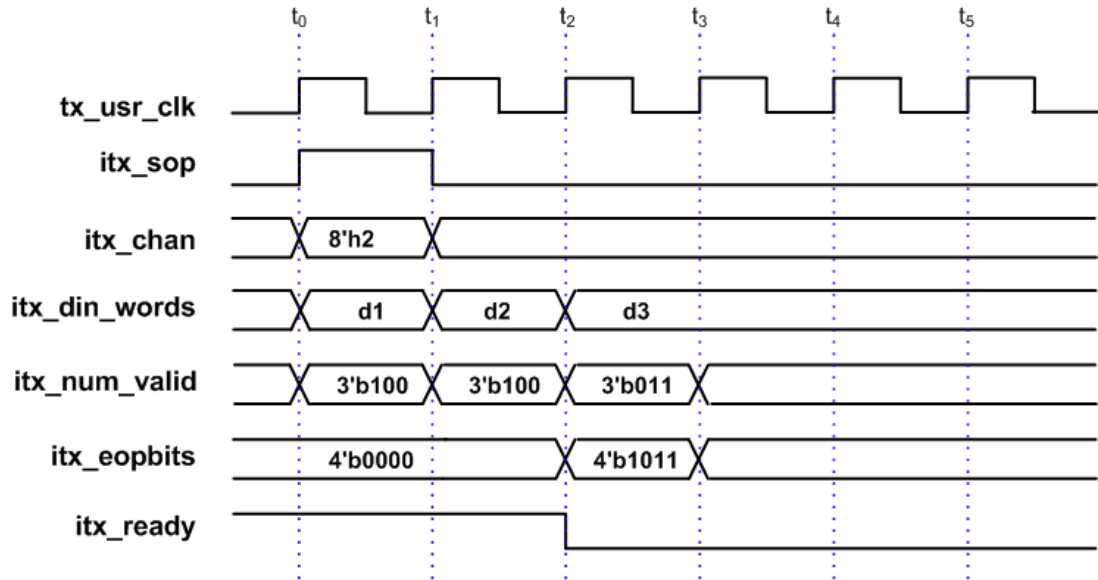 t0 t1 t2 t3 t4 t5
tx_usr_clk
itx_sop
itx_chan 8'h2
itx_din_words d1 d2 d3
itx_num_valid 3'b100 3'b100 3'b011
itx_eopbits 4'b0000 4'b1011
itx_ready